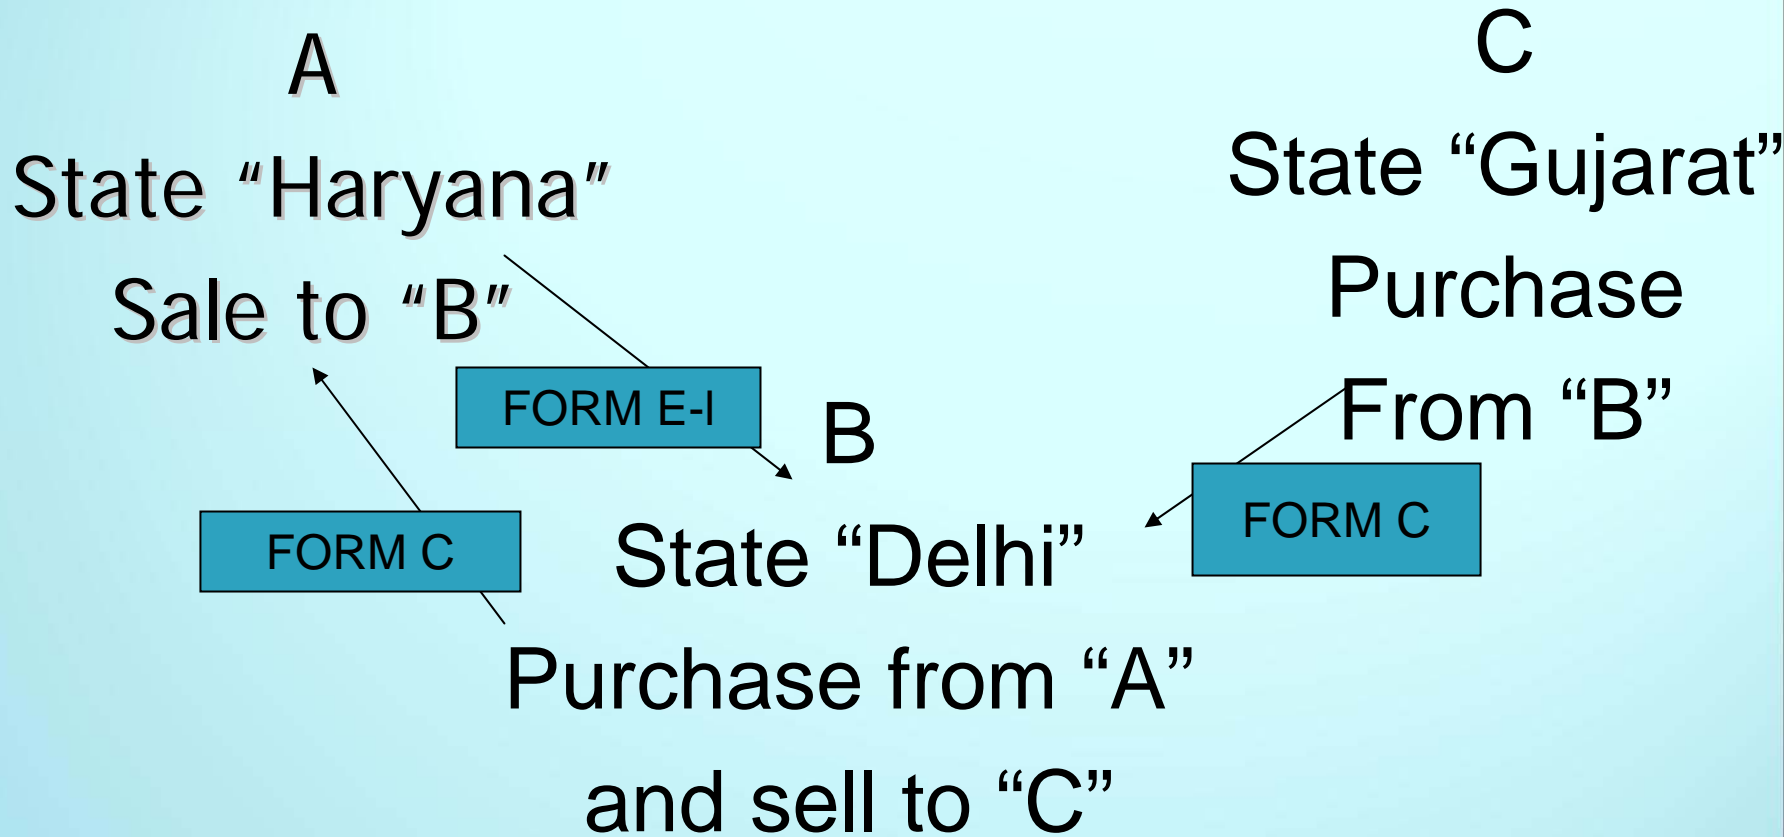 A
State “Haryana”
Sale to “B”
FORM E-I
FORM C
B
State “Delhi”
Purchase from “A”
and sell to “C”
C
State “Gujarat”
Purchase
From “B”
FORM C